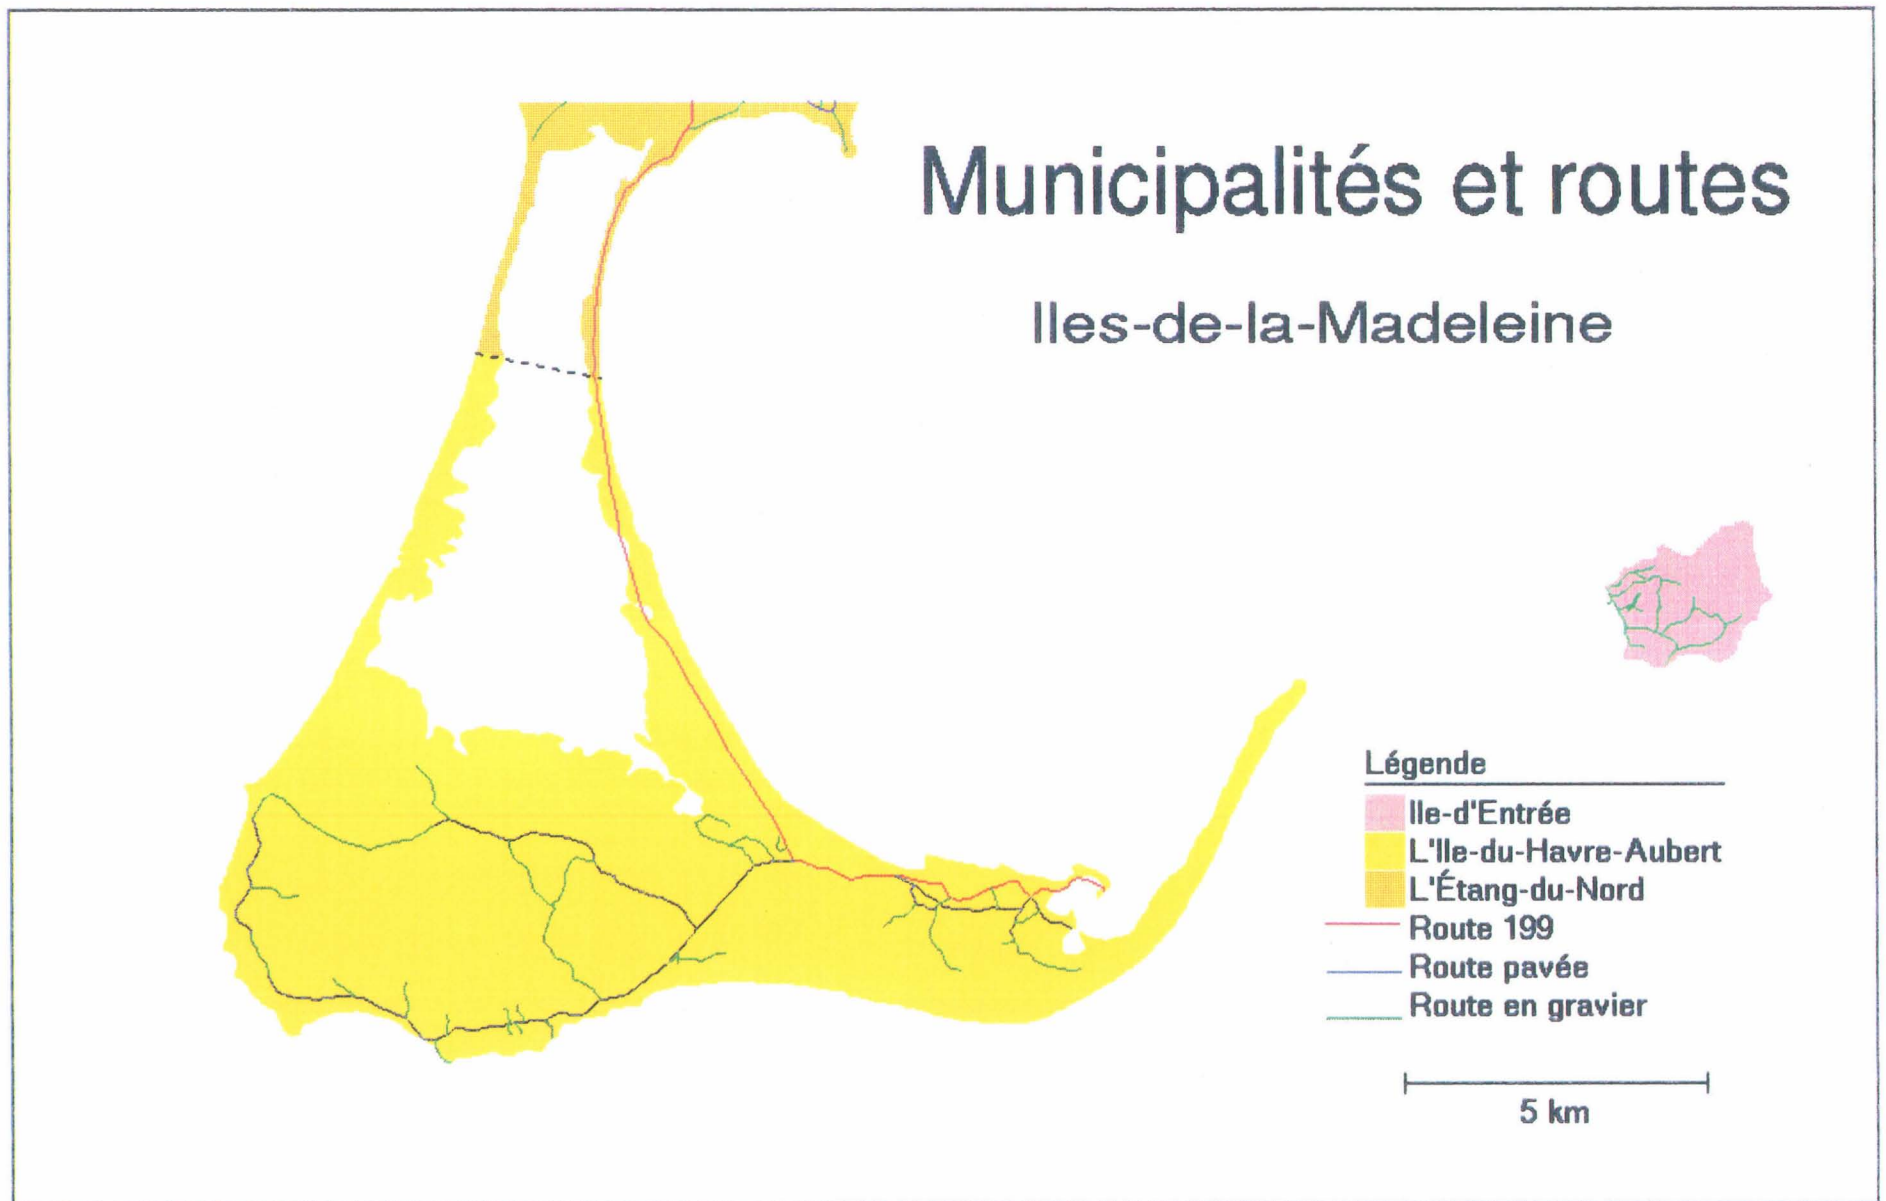 Municipalités et routes
Iles-de-la-Madeleine
Légende
Ile-d'Entrée
L'Ile-du-Havre-Aubert
L'Étang-du-Nord
Route 199
Route pavée
Route en gravier
5 km